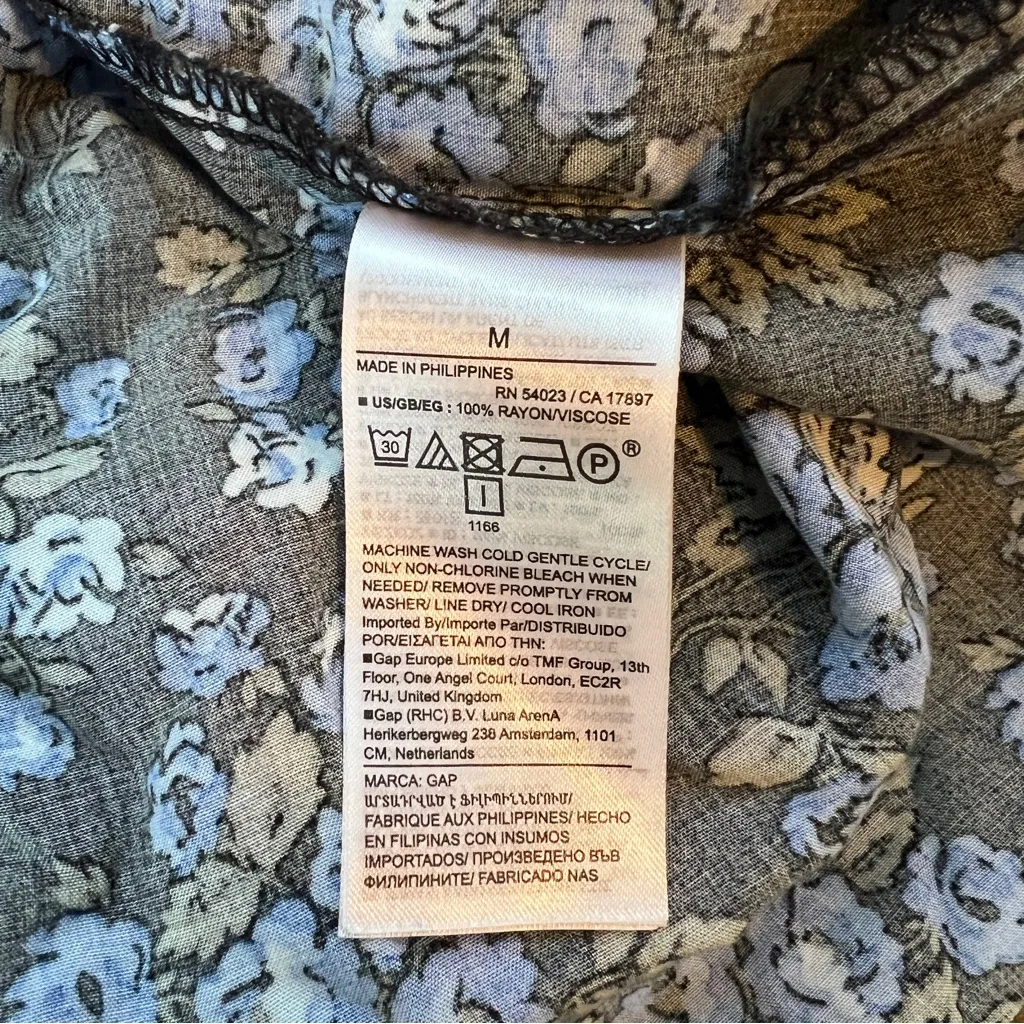 M
MADE IN PHILIPPINES
RN 54023 / CA 17897
■ US/GB/EG : 100% RAYON/VISCOSE
30 P ®
1166
MACHINE WASH COLD GENTLE CYCLE/
ONLY NON-CHLORINE BLEACH WHEN
NEEDED/ REMOVE PROMPTLY FROM
WASHER/ LINE DRY/ COOL IRON
Imported By/Importe Par/DISTRIBUIDO
POR/ΕΙΣΑΓΕΤΑΙ ΑΠΟ ΤΗΝ:
■Gap Europe Limited c/o TMF Group, 13th
Floor, One Angel Court, London, EC2R
7HJ, United Kingdom
■Gap (RHC) B.V. Luna ArenA
Herikerbergweg 238 Amsterdam, 1101
CM, Netherlands
MARCA: GAP
ԱՐՏԱԴՐՎԱԾ Է ՖԻԼԻՊԻՆՆԵՐՈՒՄ/
FABRIQUE AUX PHILIPPINES/ HECHO
EN FILIPINAS CON INSUMOS
IMPORTADOS/ ПРОИЗВЕДЕНО ВЪВ
ФИЛИПИНИТЕ/ FABRICADO NAS